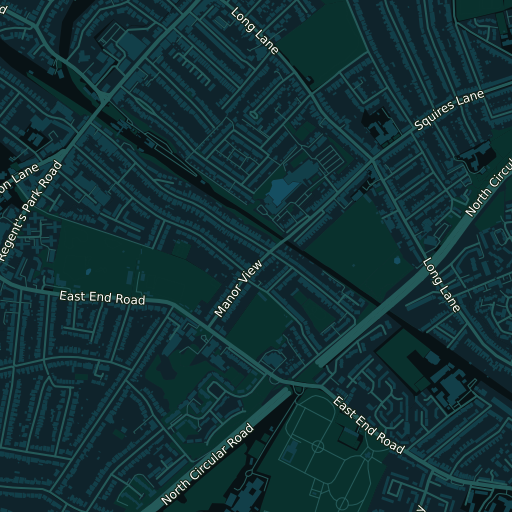 Long Lane
Squires Lane
on Lane
Regent's Park Road
North Circul
Manor View
Long Lane
East End Road
East End Road
North Circular Road